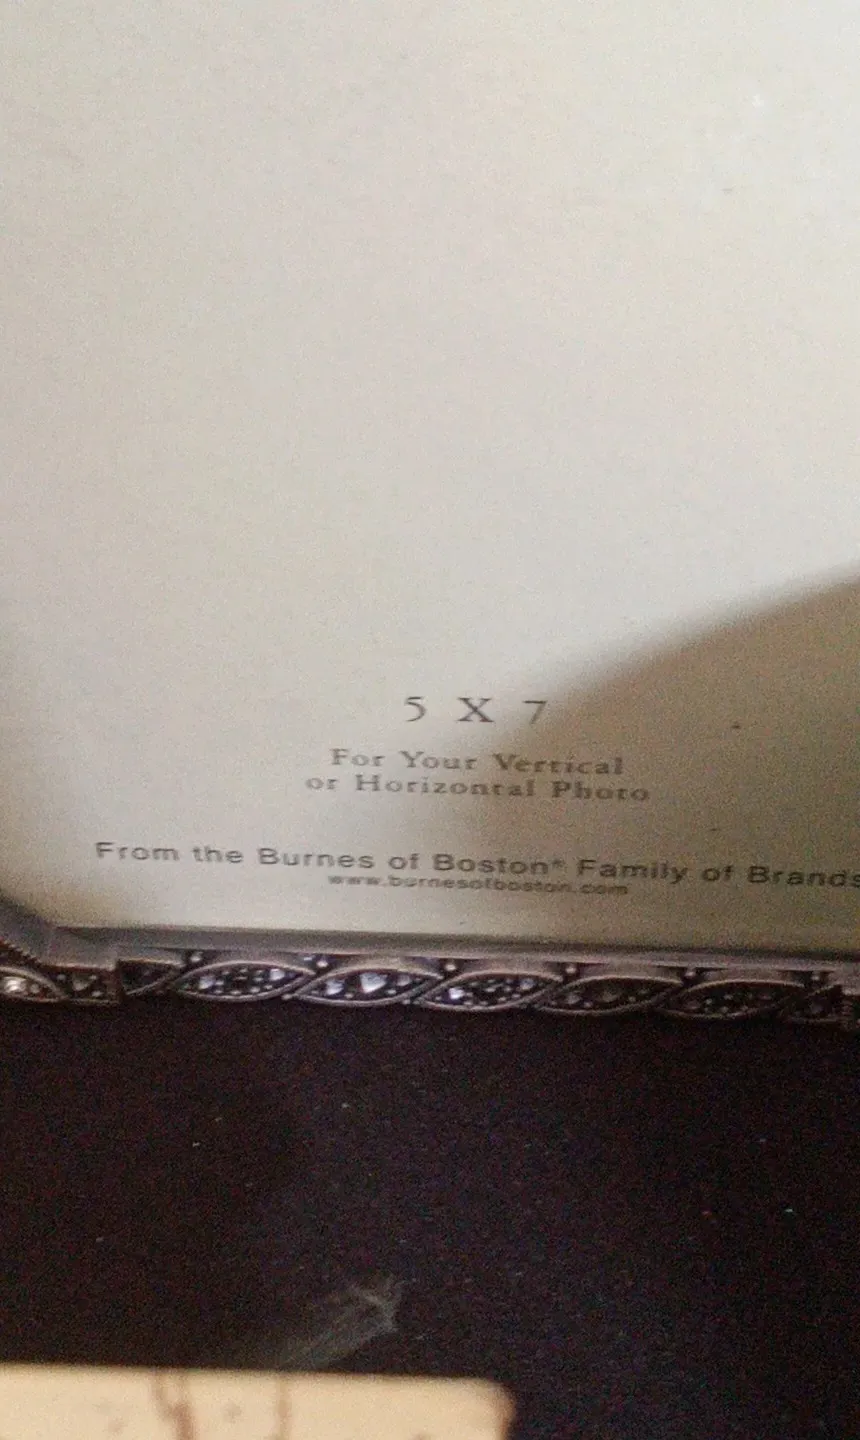 5 X 7
For Your Vertical
or Horizontal Photo
From the Burnes of Boston® Family of Brands
www.burnesofboston.com